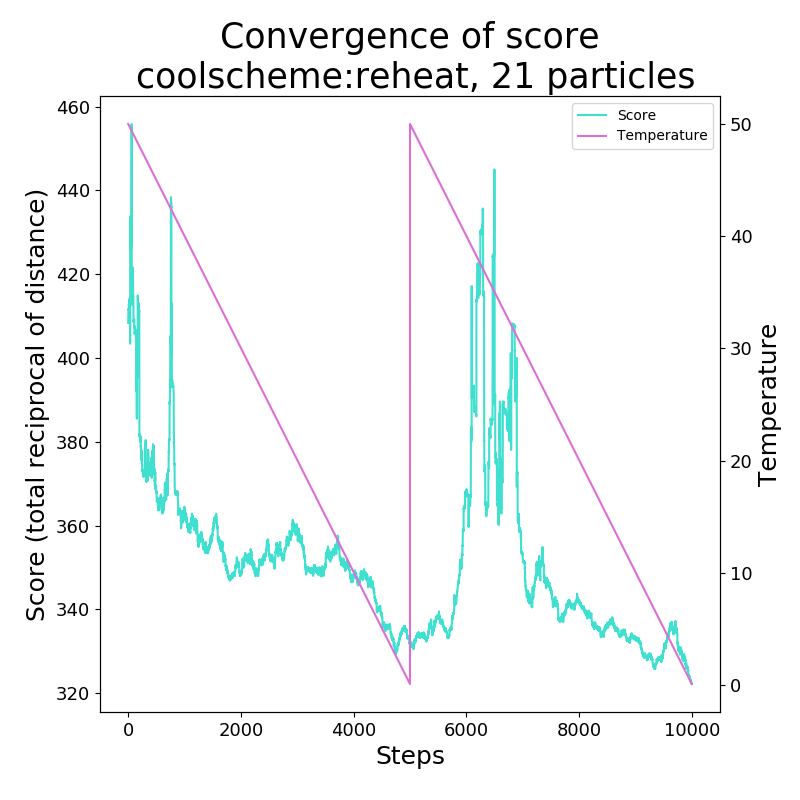 Convergence of score
coolscheme:reheat, 21 particles
Score (total reciprocal of distance)
460
440
420
400
380
360
340
320
Score
Temperature
50
40
30
20
10
0
Temperature
0
2000
4000
6000
8000
10000
Steps